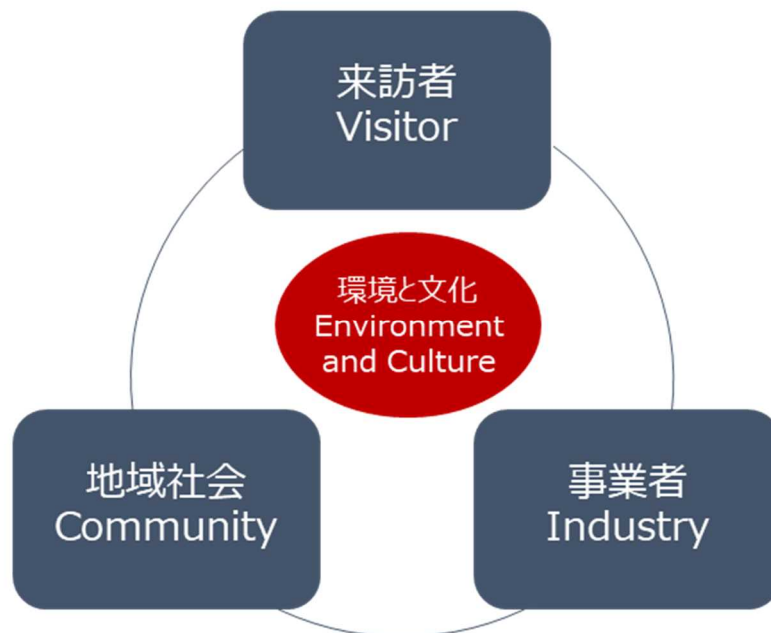 来訪者
Visitor
環境と文化
Environment
and Culture
地域社会
Community
事業者
Industry